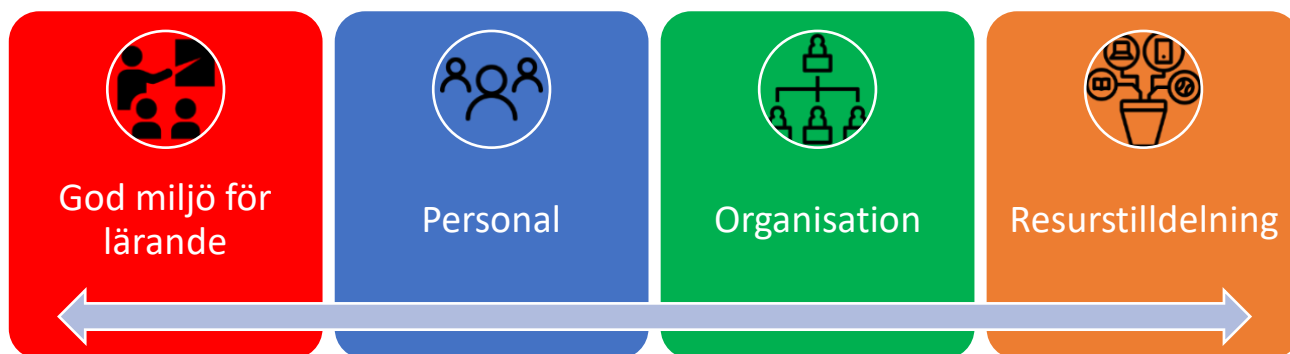 God miljö för
lärande
Personal
Organisation
Resurstilldelning